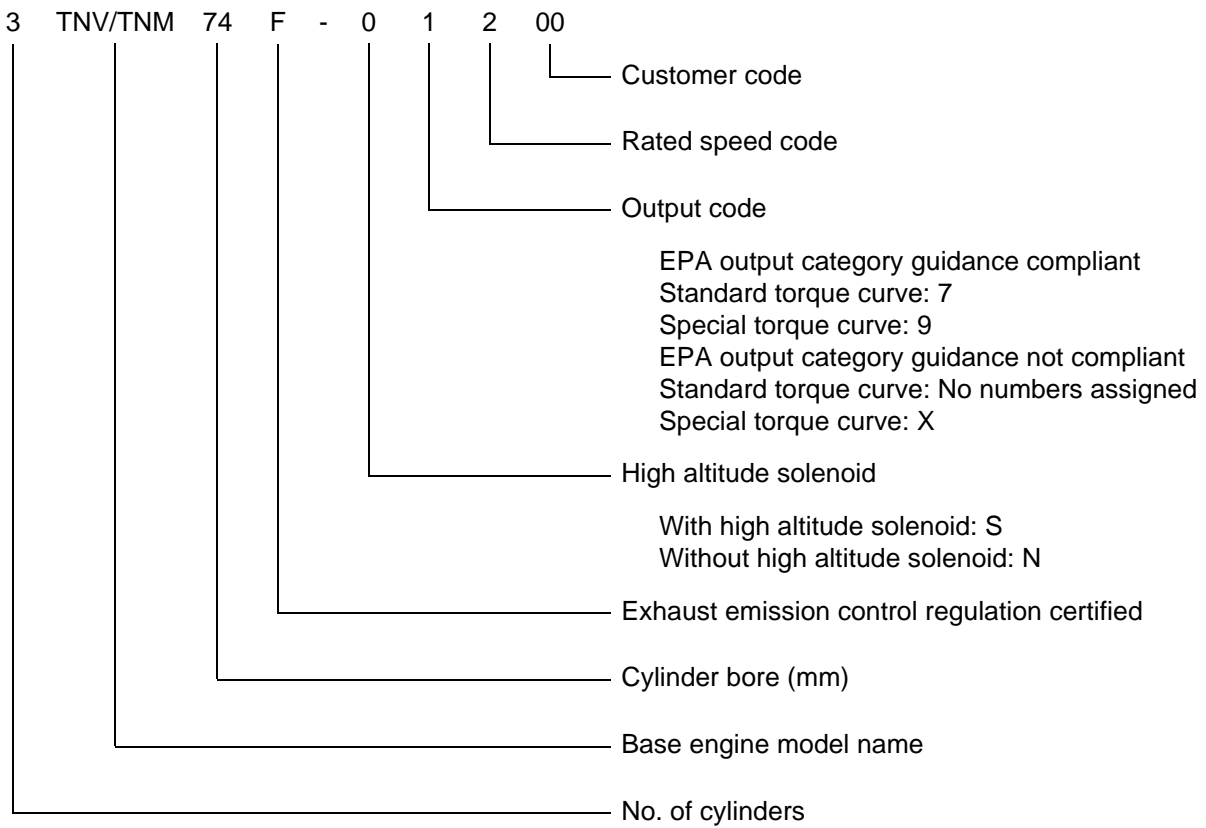 3 TNV/TNM 74 F - 0 1 2 00
Customer code
Rated speed code
Output code
EPA output category guidance compliant
Standard torque curve: 7
Special torque curve: 9
EPA output category guidance not compliant
Standard torque curve: No numbers assigned
Special torque curve: X
High altitude solenoid
With high altitude solenoid: S
Without high altitude solenoid: N
Exhaust emission control regulation certified
Cylinder bore (mm)
Base engine model name
No. of cylinders